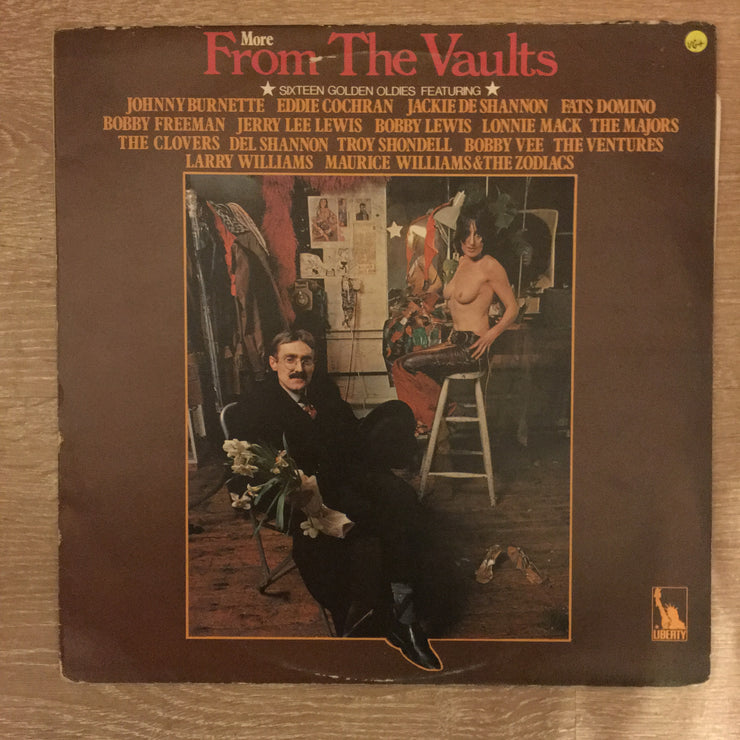 More
From The Vaults
SIXTEEN GOLDEN OLDIES FEATURING
JOHNNY BURNETTE EDDIE COCHRAN JACKIE DE SHANNON FATS DOMINO
BOBBY FREEMAN JERRY LEE LEWIS BOBBY LEWIS LONNIE MACK THE MAJORS
THE CLOVERS DEL SHANNON TROY SHONDELL BOBBY VEE THE VENTURES
LARRY WILLIAMS MAURICE WILLIAMS & THE ZODIACS
VG+
LIBERTY